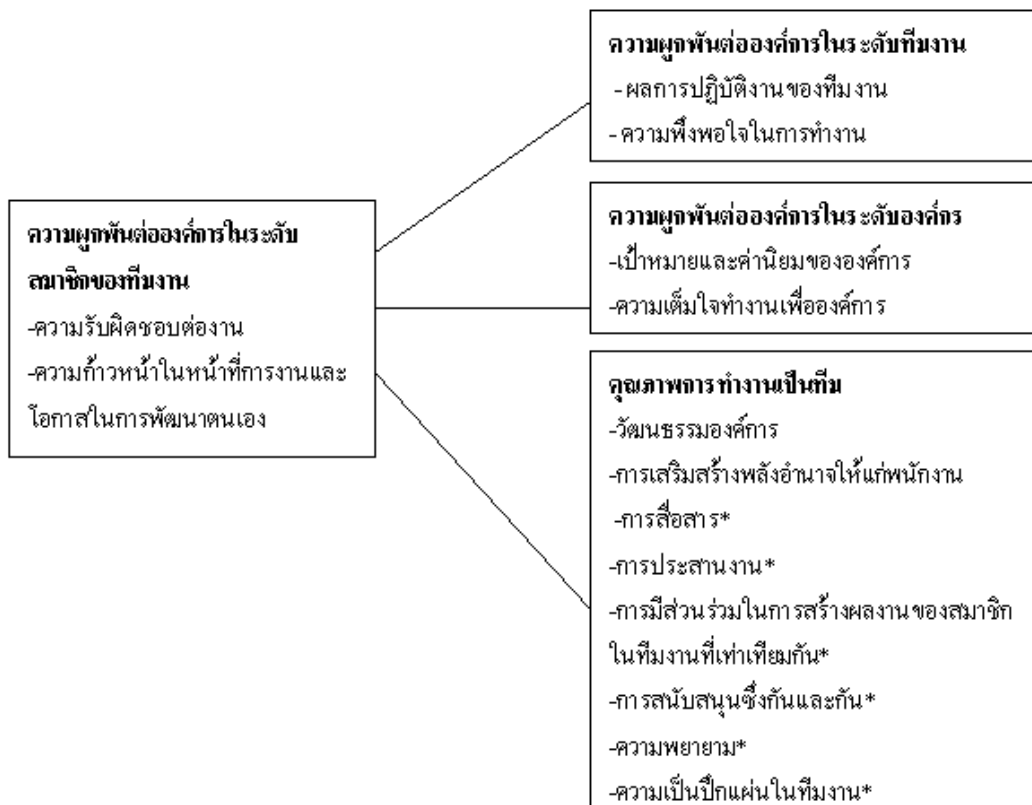 ความผูกพันต่อองค์การในระดับ
สมาชิกของทีมงาน
-ความรับผิดชอบต่องาน
-ความก้าวหน้าในหน้าที่การงานและ
โอกาสในการพัฒนาตนเอง
ความผูกพันต่อองค์การในระดับทีมงาน
-ผลการปฏิบัติงานของทีมงาน
-ความพึงพอใจในการทำงาน
ความผูกพันต่อองค์การในระดับองค์กร
-เป้าหมายและค่านิยมขององค์การ
-ความเต็มใจทำงานเพื่อองค์การ
คุณภาพการทำงานเป็นทีม
-วัฒนธรรมองค์การ
-การเสริมสร้างพลังอำนาจให้แก่พนักงาน
-การสื่อสาร*
-การประสานงาน*
-การมีส่วนร่วมในการสร้างผลงานของสมาชิก
ในทีมงานที่เท่าเทียมกัน*
-การสนับสนุนซึ่งกันและกัน*
-ความพยายาม*
-ความเป็นปึกแผ่นในทีมงาน*